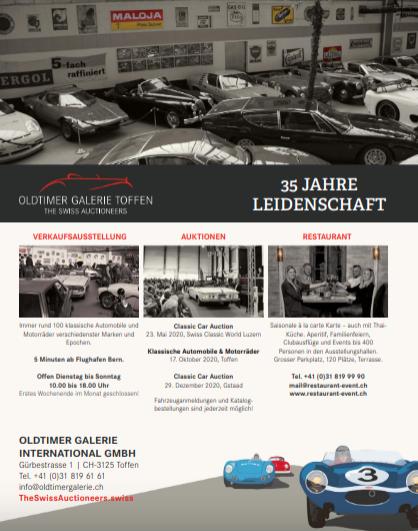 GAS OIL
MALOJA
5-fach
raffiniert
OLDTIMER GALERIE TOFFEN
THE SWISS AUCTIONEERS
35 JAHRE
LEIDENSCHAFT
VERKAUFSAUSSTELLUNG
Immer rund 100 klassische Automobile und
Motorräder verschiedenster Marken und
Epochen.
5 Minuten ab Flughafen Bern.
Offen Dienstag bis Sonntag
10.00 bis 18.00 Uhr
Erstes Wochenende im Monat geschlossen!
AUKTIONEN
Classic Car Auction
23. Mai 2020, Swiss Classic World Luzern
Klassische Automobile & Motorräder
17. Oktober 2020, Toffen
Classic Car Auction
29. Dezember 2020, Gstaad
Fahrzeuganmeldungen und Katalog-
bestellungen sind jederzeit möglich!
RESTAURANT
Saisonale à la carte Karte – auch mit Thai-
Küche. Aperitif, Familienfeiern,
Clubausflüge und Events bis 400
Personen in den Ausstellungshallen.
Grosser Parkplatz, 120 Plätze, Terrasse.
Tel. +41 (0)31 819 99 90
mail@restaurant-event.ch
www.restaurant-event.ch
OLDTIMER GALERIE
INTERNATIONAL GMBH
Gürbestrasse 1 | CH-3125 Toffen
Tel. +41 (0)31 819 61 61
info@oldtimergalerie.ch
TheSwissAuctioneers.swiss
3